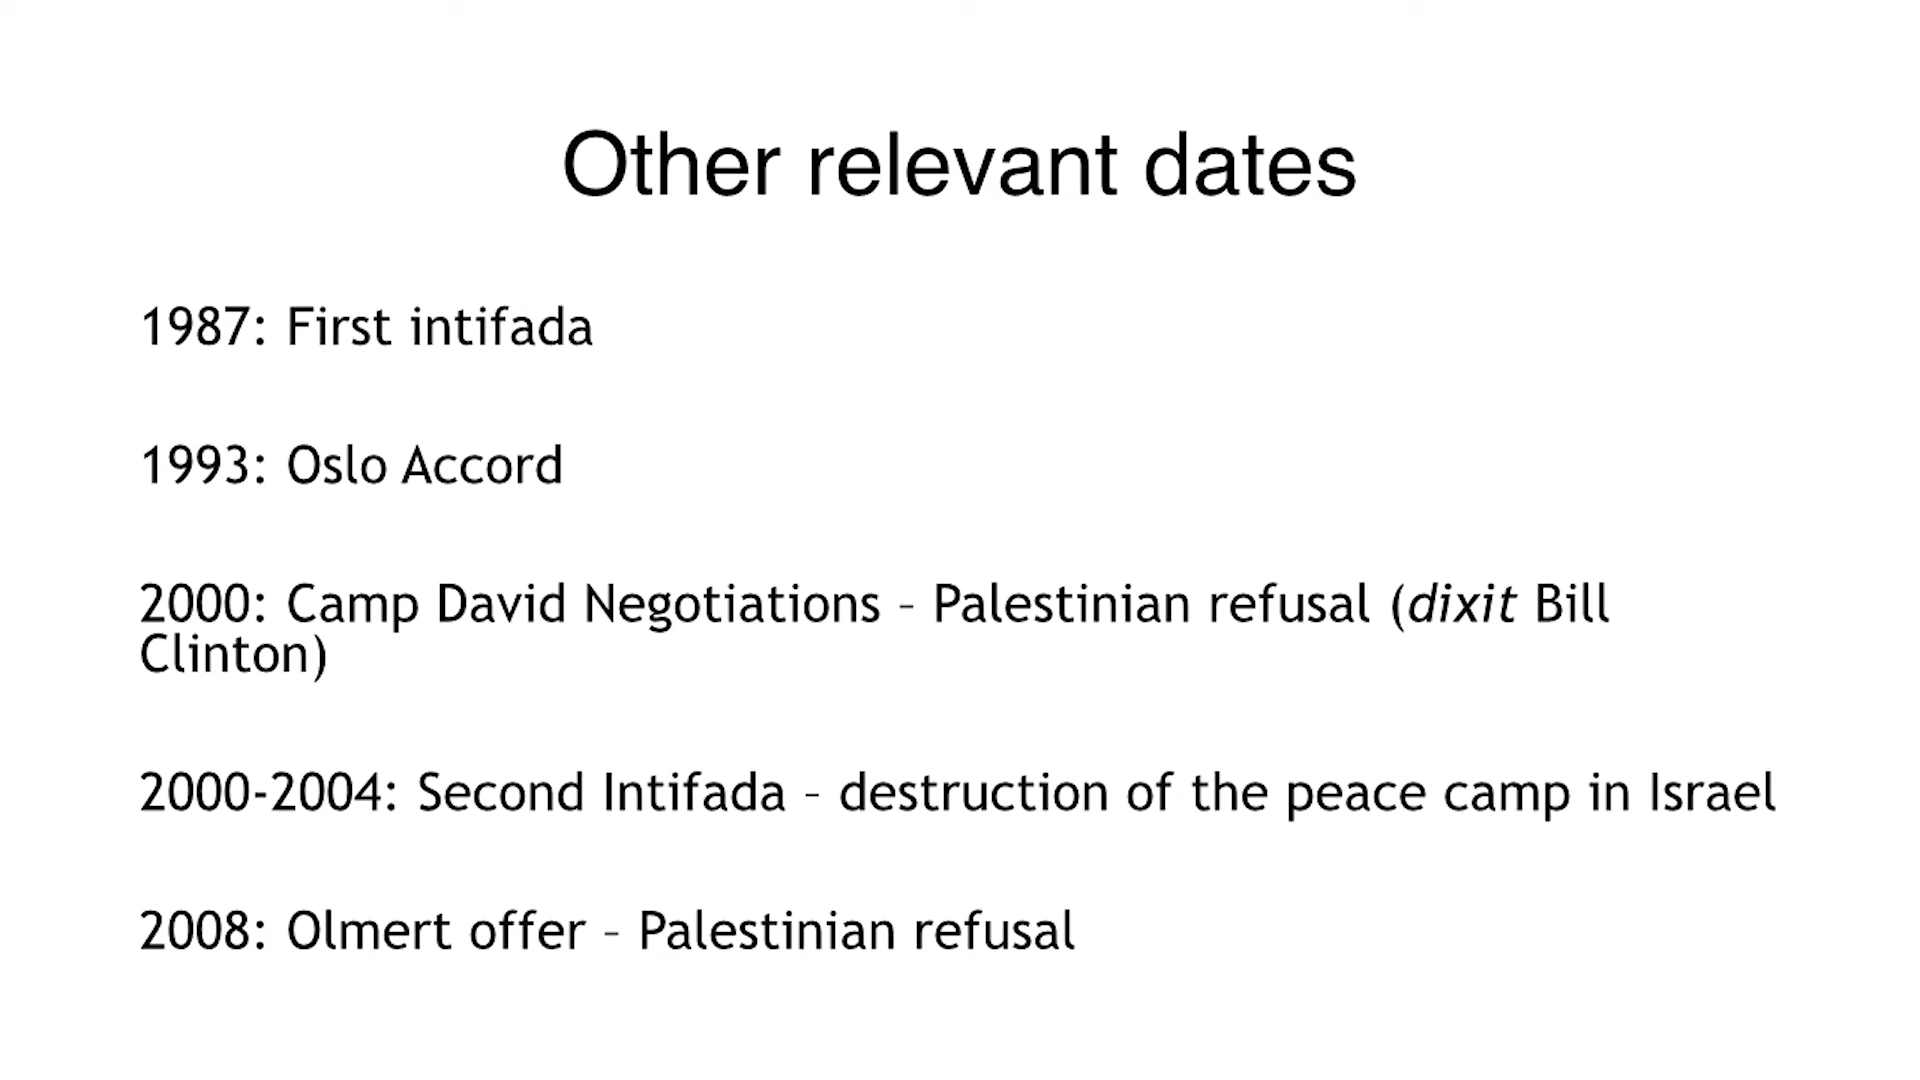 Other relevant dates
1987: First intifada
1993: Oslo Accord
2000: Camp David Negotiations – Palestinian refusal (dixit Bill
Clinton)
2000-2004: Second Intifada – destruction of the peace camp in Israel
2008: Olmert offer – Palestinian refusal